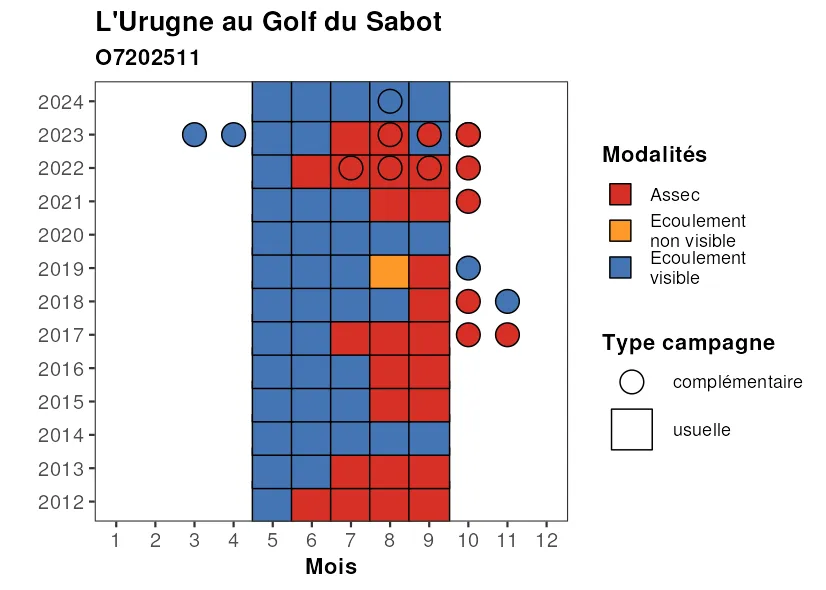 L'Urugne au Golf du Sabot
O7202511
2024
2023
2022
2021
2020
2019
2018
2017
2016
2015
2014
2013
2012
1 2 3 4 5 6 7 8 9 10 11 12
Mois
Modalités
Assec
Ecoulement
non visible
Ecoulement
visible
Type campagne
complémentaire
usuelle